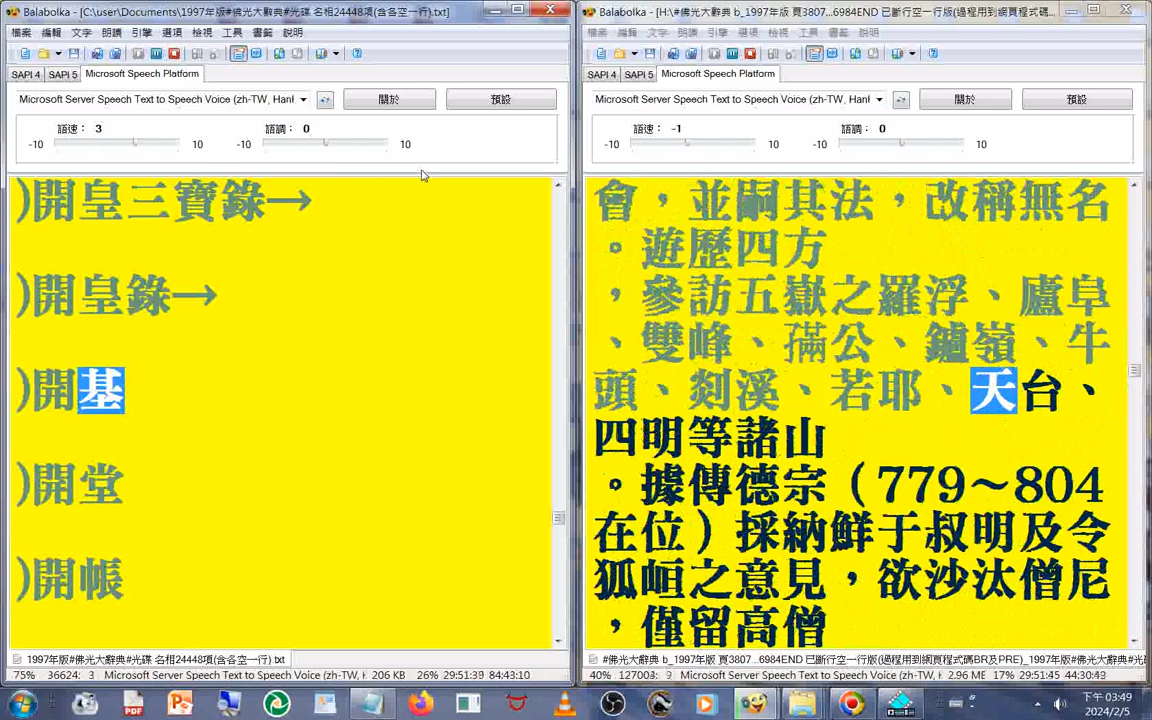 Balabolka - [C:\user\Documents\1997年版#佛光大辭典#光碟 名相24448項(含各空一行).txt]
檔案 編輯 文字 朗讀 引擎 選項 檢視 工具 書籤 說明
SAPI 4 SAPI 5 Microsoft Speech Platform
Microsoft Server Speech Text to Speech Voice (zh-TW, Hanl 關於 預設
語速： 3 語調： 0
-10 10 -10 10
)開皇三寶錄→
)開皇錄→
)開基
)開堂
)開帳
1997年版#佛光大辭典#光碟 名相24448項(含各空一行).txt
75% 36624: 3 Microsoft Server Speech Text to Speech Voice (zh-TW, H 206 KB 26% 29:51:39 84:43:10
Balabolka - [H:\#佛光大辭典 b_1997年版 頁3807...6984END 已斷行空一行版(過程用到網頁程式碼...
檔案 編輯 文字 朗讀 引擎 選項 檢視 工具 書籤 說明
SAPI 4 SAPI 5 Microsoft Speech Platform
Microsoft Server Speech Text to Speech Voice (zh-TW, Hanl 關於 預設
語速： -1 語調： 0
-10 10 -10 10
會，並嗣其法，改稱無名
。遊歷四方
，參訪五嶽之羅浮、廬阜
、雙峰、㟎公、鑪嶺、牛
頭、剡溪、若耶、天台、
四明等諸山
。據傳德宗（779～804
在位）採納鮮于叔明及令
狐峘之意見，欲沙汰僧尼
，僅留高僧
#佛光大辭典 b_1997年版 頁3807...6984END 已斷行空一行版(過程用到網頁程式碼BR及PRE)_1997年版#光
40% 127008: Microsoft Server Speech Text to Speech Voice (zh-TW, H 2.96 ME 17% 29:51:45 44:30:43
下午 03:49
2024/2/5